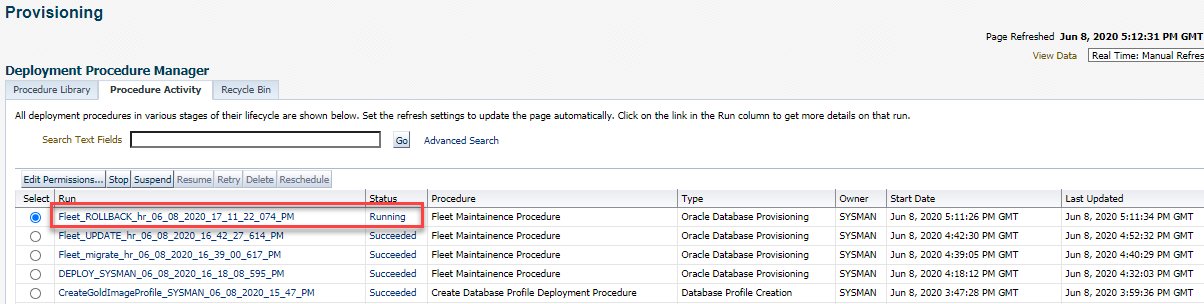 Provisioning
Page Refreshed Jun 8, 2020 5:12:31 PM GMT
View Data Real Time: Manual Refres
Deployment Procedure Manager
Procedure Library Procedure Activity Recycle Bin
All deployment procedures in various stages of their lifecycle are shown below. Set the refresh settings to update the page automatically. Click on the link in the Run column to get more details on that run.
Search Text Fields Go Advanced Search
Edit Permissions... Stop Suspend Resume Retry Delete Reschedule
Select Run Status Procedure Type Owner Start Date Last Updated
Fleet_ROLLBACK_hr_06_08_2020_17_11_22_074_PM Running Fleet Maintainence Procedure Oracle Database Provisioning SYSMAN Jun 8, 2020 5:11:26 PM GMT Jun 8, 2020 5:11:34 PM GMT
Fleet_UPDATE_hr_06_08_2020_16_42_27_614_PM Succeeded Fleet Maintainence Procedure Oracle Database Provisioning SYSMAN Jun 8, 2020 4:42:30 PM GMT Jun 8, 2020 4:52:32 PM GMT
Fleet_migrate_hr_06_08_2020_16_39_00_617_PM Succeeded Fleet Maintainence Procedure Oracle Database Provisioning SYSMAN Jun 8, 2020 4:39:05 PM GMT Jun 8, 2020 4:40:29 PM GMT
DEPLOY_SYSMAN_06_08_2020_16_18_08_595_PM Succeeded Fleet Maintainence Procedure Oracle Database Provisioning SYSMAN Jun 8, 2020 4:18:12 PM GMT Jun 8, 2020 4:32:03 PM GMT
CreateGoldImageProfile_SYSMAN_06_08_2020_15_47_PM Succeeded Create Database Profile Deployment Procedure Database Profile Creation SYSMAN Jun 8, 2020 3:47:28 PM GMT Jun 8, 2020 3:59:36 PM GMT